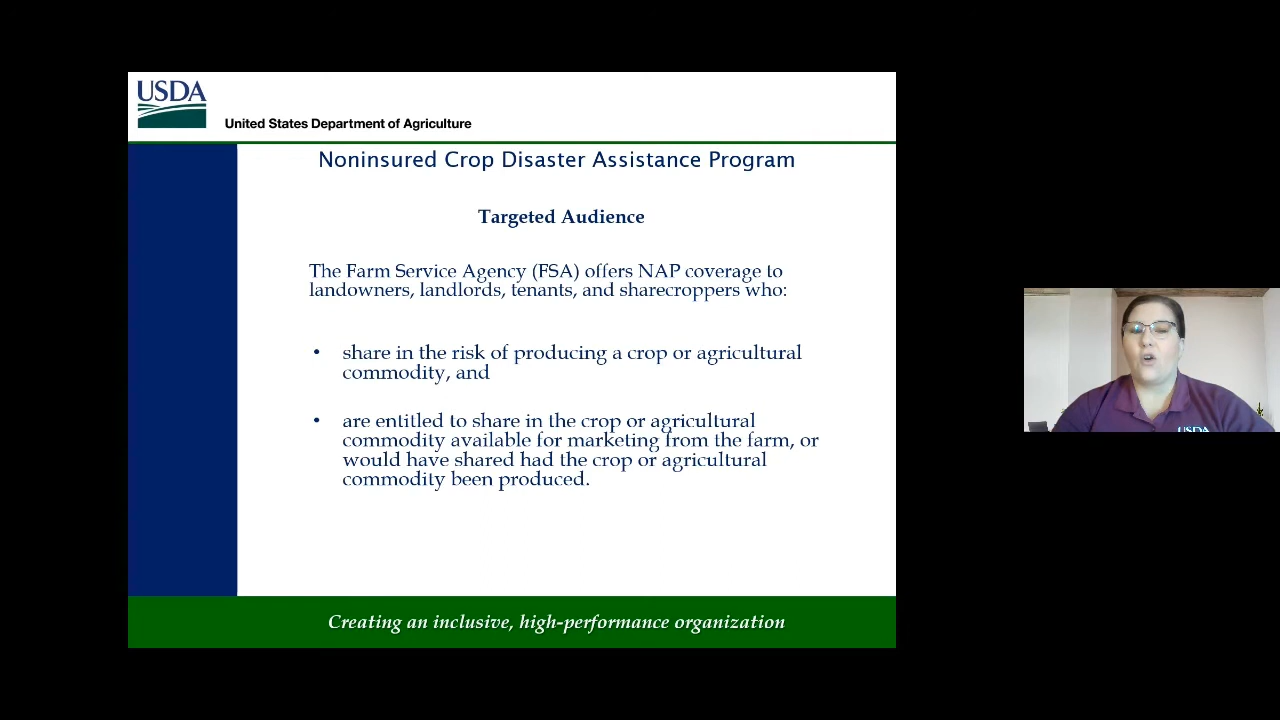 USDA
United States Department of Agriculture
Noninsured Crop Disaster Assistance Program
Targeted Audience
The Farm Service Agency (FSA) offers NAP coverage to
landowners, landlords, tenants, and sharecroppers who:
• share in the risk of producing a crop or agricultural
commodity, and
• are entitled to share in the crop or agricultural
commodity available for marketing from the farm, or
would have shared had the crop or agricultural
commodity been produced.
Creating an inclusive, high-performance organization
USDA